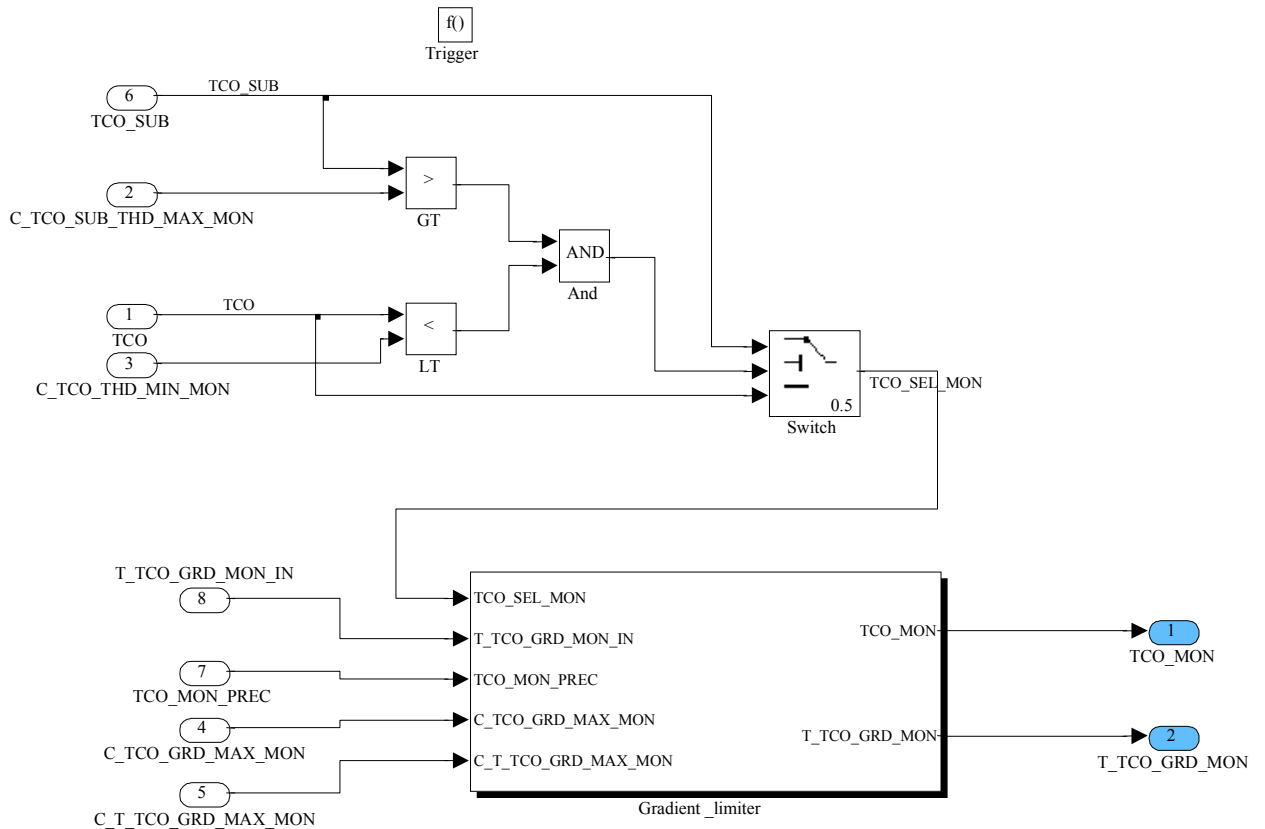 f()
Trigger
6
TCO_SUB
TCO_SUB
2
C_TCO_SUB_THD_MAX_MON
>
GT
AND
And
1
TCO
TCO
3
C_TCO_THD_MIN_MON
<
LT
0.5
Switch
TCO_SEL_MON
T_TCO_GRD_MON_IN
8
7
TCO_MON_PREC
4
C_TCO_GRD_MAX_MON
5
C_T_TCO_GRD_MAX_MON
TCO_SEL_MON
T_TCO_GRD_MON_IN
TCO_MON_PREC
C_TCO_GRD_MAX_MON
C_T_TCO_GRD_MAX_MON
TCO_MON
T_TCO_GRD_MON
Gradient _limiter
1
TCO_MON
2
T_TCO_GRD_MON